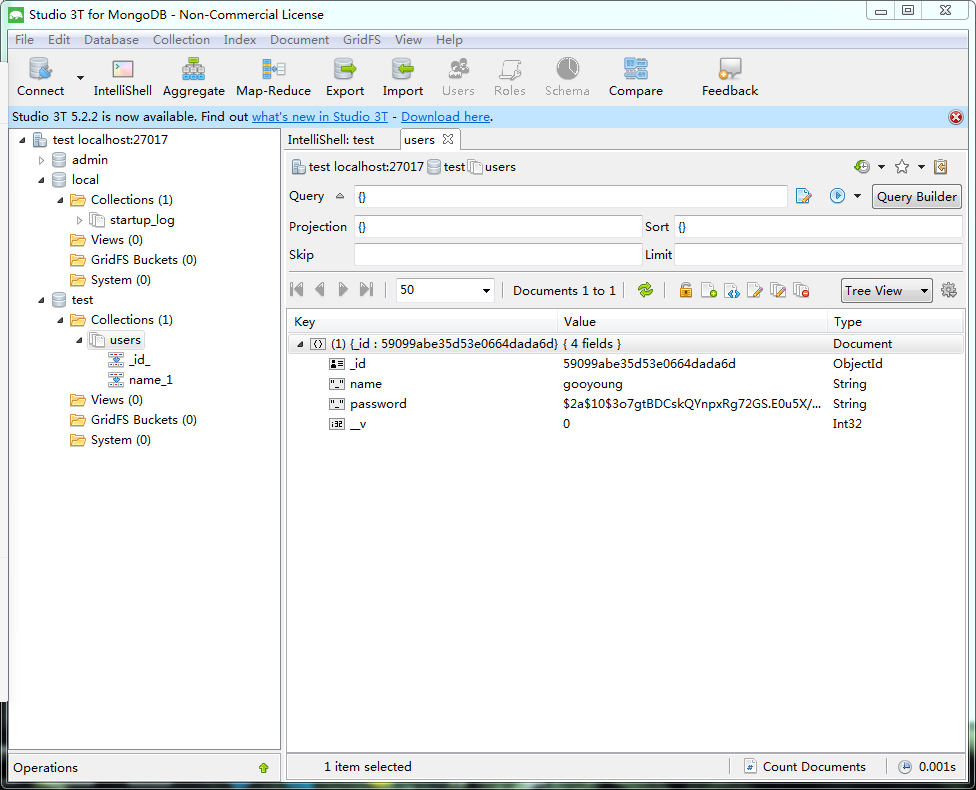 Studio 3T for MongoDB - Non-Commercial License
File Edit Database Collection Index Document GridFS View Help
Connect IntelliShell Aggregate Map-Reduce Export Import Users Roles Schema Compare Feedback
Studio 3T 5.2.2 is now available. Find out what's new in Studio 3T - Download here.
test localhost:27017
admin
local
Collections (1)
startup_log
Views (0)
GridFS Buckets (0)
System (0)
test
Collections (1)
users
_id_
name_1
Views (0)
GridFS Buckets (0)
System (0)
Operations
IntelliShell: test users
test localhost:27017 test users
Query {} Query Builder
Projection {} Sort {}
Skip Limit
50 Documents 1 to 1 Tree View
Key Value Type
(1) {_id : 59099abe35d53e0664dada6d} { 4 fields } Document
_id 59099abe35d53e0664dada6d ObjectId
name gooyoung String
password $2a$10$3o7gtBDCskQYnpxRg72GS.E0u5X/... String
i32 __v 0 Int32
1 item selected Count Documents 0.001s